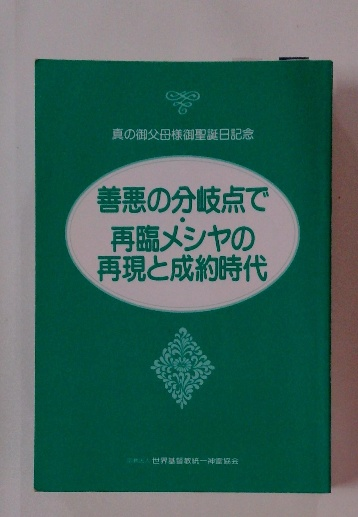 真の御父母様御聖誕日記念
善悪の分岐点で
・
再臨メシヤの
再現と成約時代
世界基督教統一神霊協会